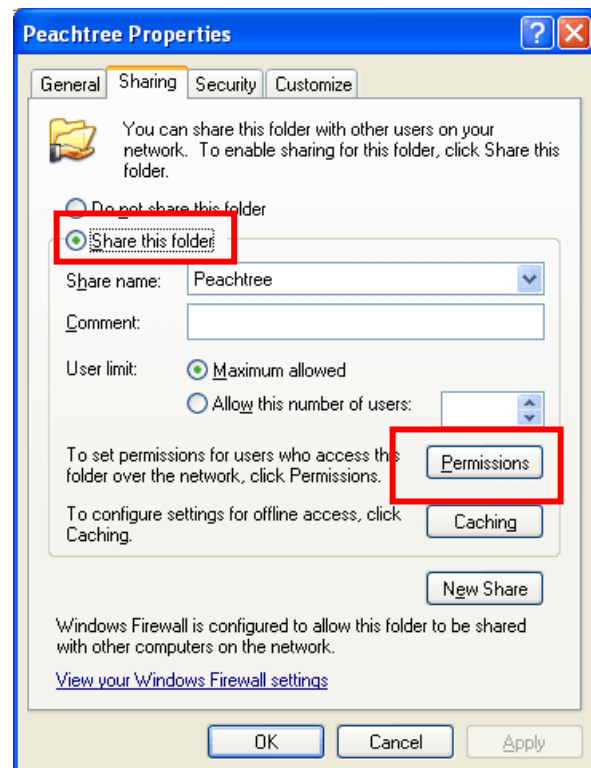 Peachtree Properties
General Sharing Security Customize
You can share this folder with other users on your
network. To enable sharing for this folder, click Share this
folder.
Do not share this folder
Share this folder
Share name: Peachtree
Comment:
User limit: Maximum allowed
Allow this number of users:
To set permissions for users who access this
folder over the network, click Permissions.
Permissions
To configure settings for offline access, click
Caching.
Caching
New Share
Windows Firewall is configured to allow this folder to be shared
with other computers on the network.
View your Windows Firewall settings
OK Cancel Apply